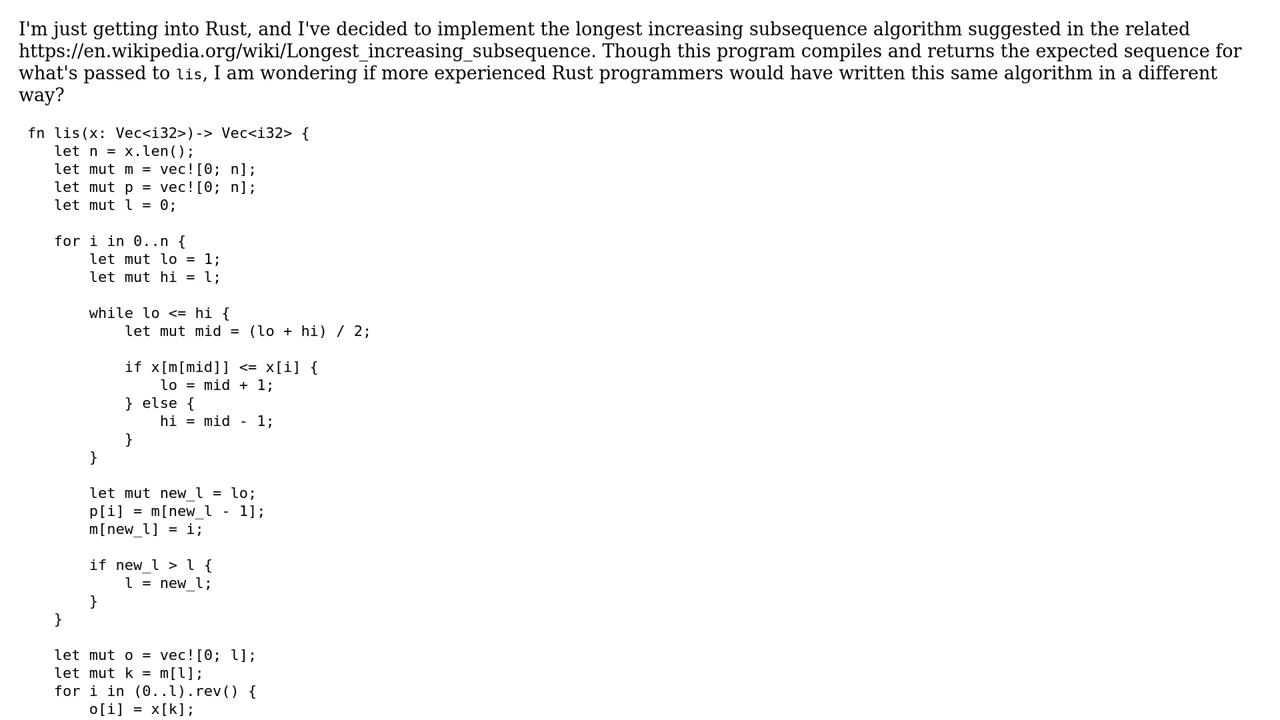 I'm just getting into Rust, and I've decided to implement the longest increasing subsequence algorithm suggested in the related
https://en.wikipedia.org/wiki/Longest_increasing_subsequence. Though this program compiles and returns the expected sequence for
what's passed to lis, I am wondering if more experienced Rust programmers would have written this same algorithm in a different
way?
fn lis(x: Vec<i32>)-> Vec<i32> {
   let n = x.len();
   let mut m = vec![0; n];
   let mut p = vec![0; n];
   let mut l = 0;

   for i in 0..n {
       let mut lo = 1;
       let mut hi = l;

       while lo <= hi {
           let mut mid = (lo + hi) / 2;

           if x[m[mid]] <= x[i] {
               lo = mid + 1;
           } else {
               hi = mid - 1;
           }
       }

       let mut new_l = lo;
       p[i] = m[new_l - 1];
       m[new_l] = i;

       if new_l > l {
           l = new_l;
       }
   }

   let mut o = vec![0; l];
   let mut k = m[l];
   for i in (0..l).rev() {
       o[i] = x[k];